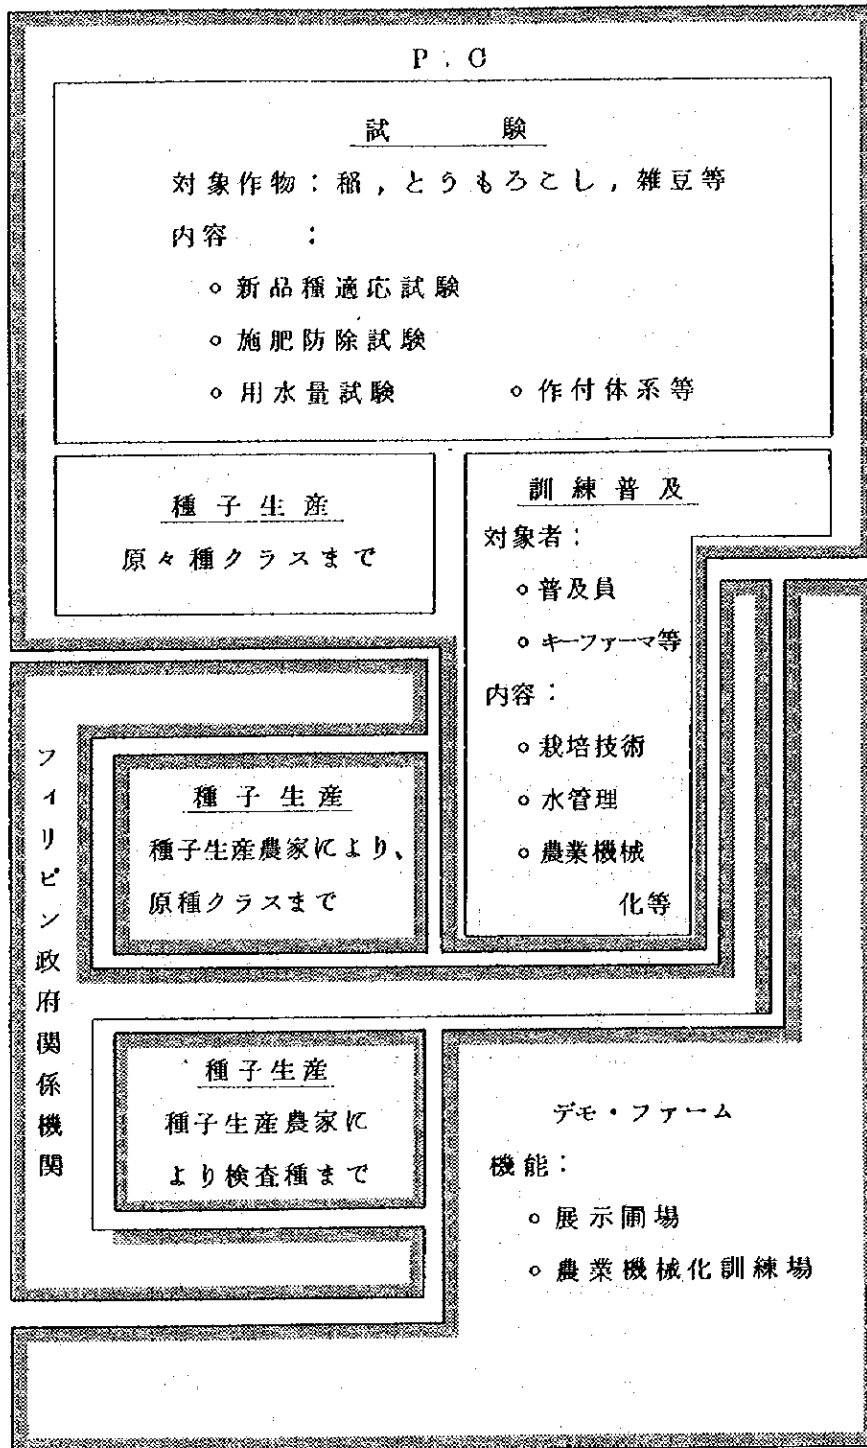 P.C
試験
対象作物：稲，とうもろこし，雑豆等
内容　：
○ 新品種適応試験
○ 施肥防除試験
○ 用水量試験　○ 作付体系等
種子生産
原々種クラスまで
訓練普及
対象者：
○ 普及員
○ キーファーマ等
内容：
○ 栽培技術
○ 水管理
○ 農業機械
化等
フィリピン政府関係機関
種子生産
種子生産農家により、
原種クラスまで
種子生産
種子生産農家に
より検査種まで
デモ・ファーム
機能：
○ 展示圃場
○ 農業機械化訓練場